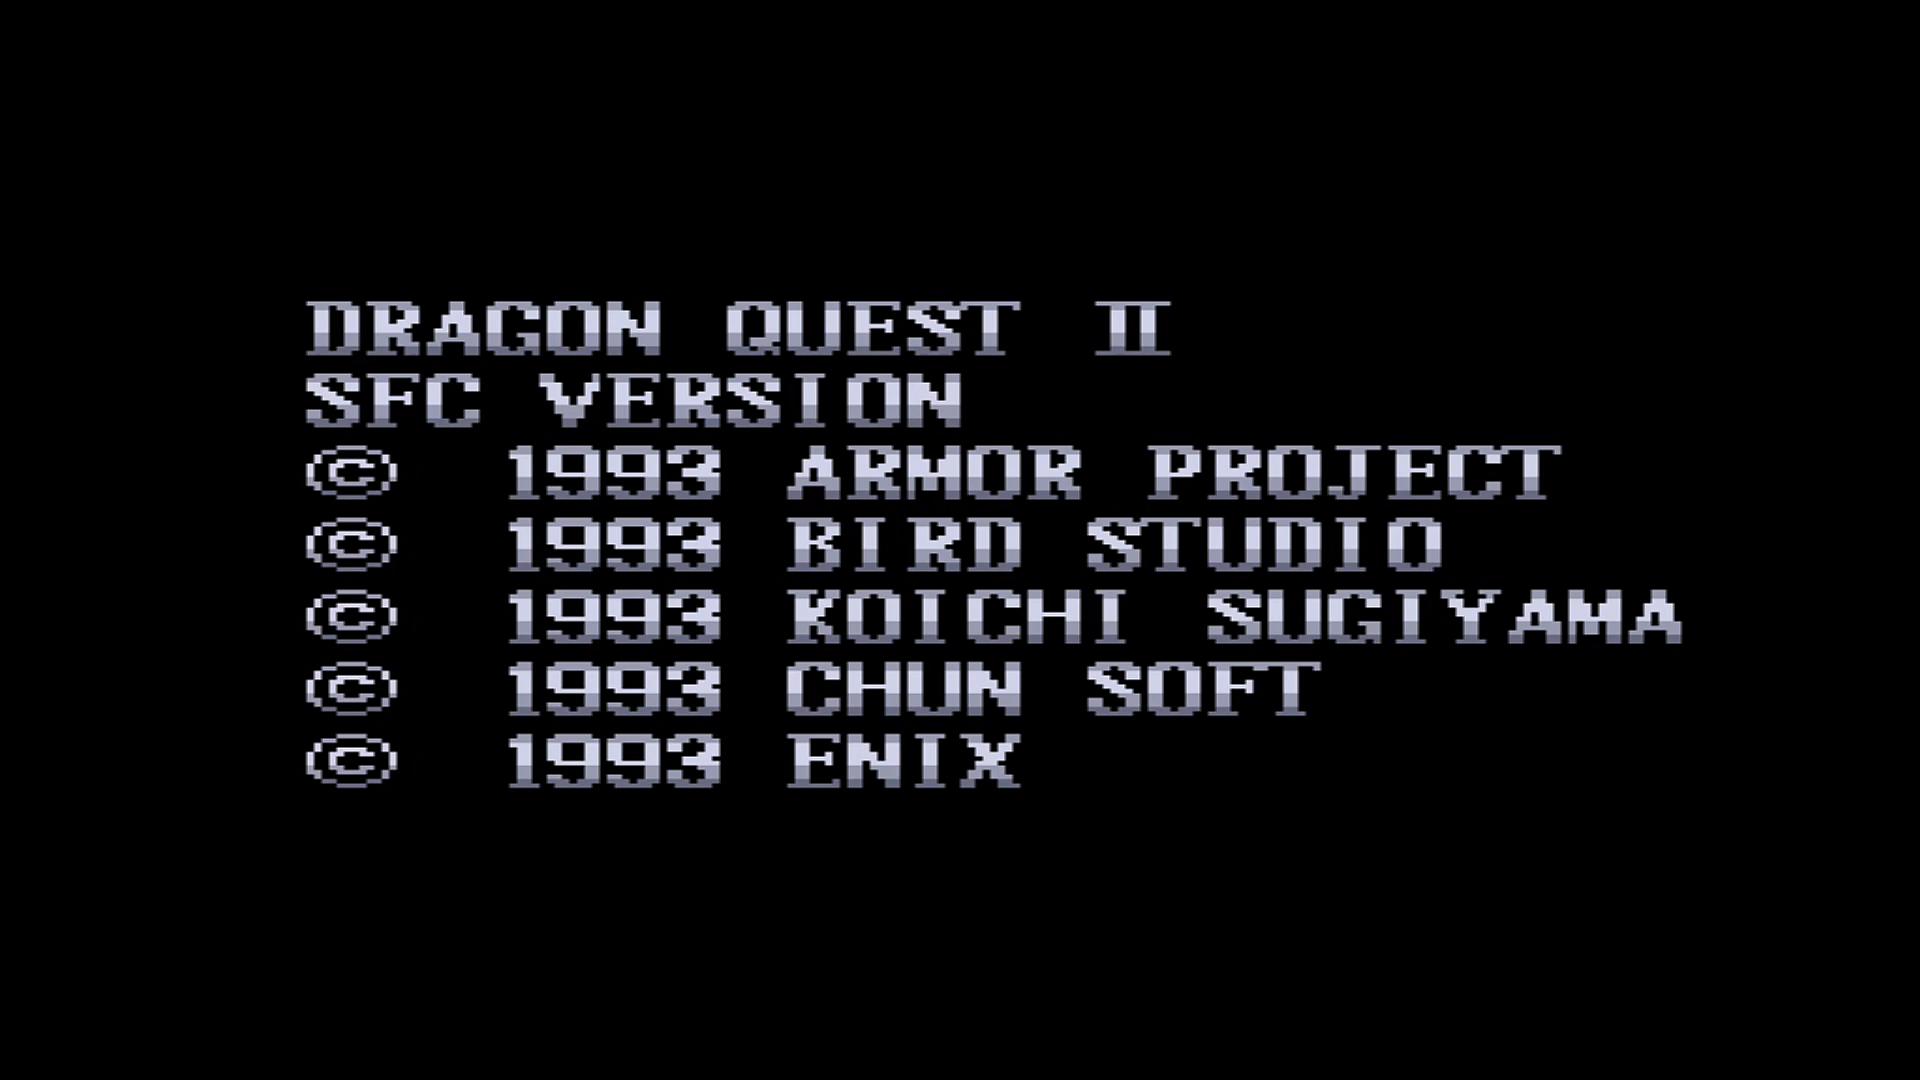 DRAGON QUEST II
SFC VERSION
© 1993 ARMOR PROJECT
© 1993 BIRD STUDIO
© 1993 KOICHI SUGIYAMA
© 1993 CHUN SOFT
© 1993 ENIX